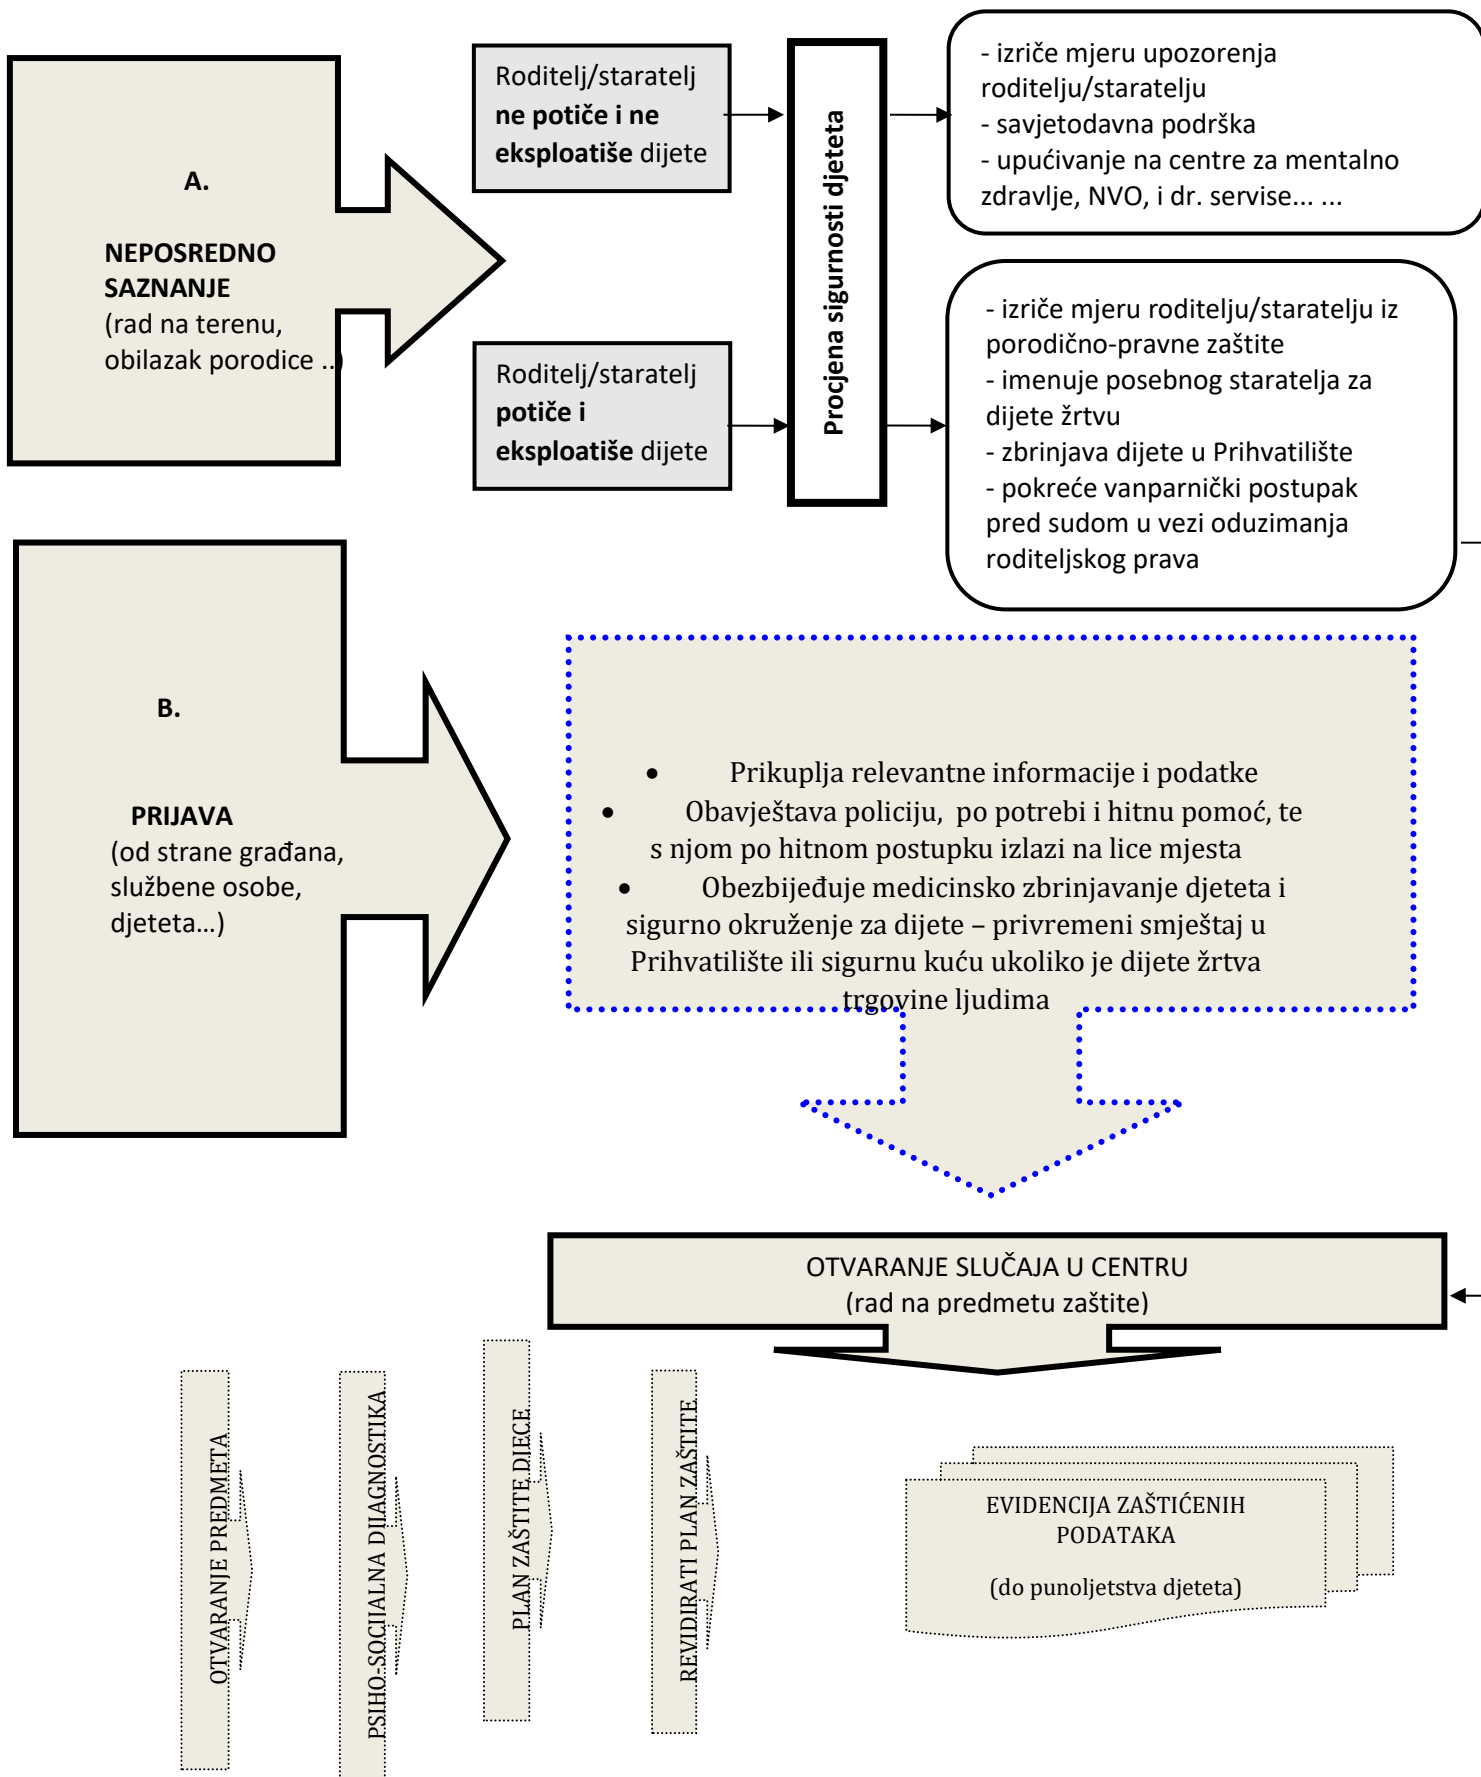 A.
NEPOSREDNO
SAZNANJE
(rad na terenu,
obilazak porodice ..)
Roditelj/staratelj
ne potiče i ne
eksploatiše dijete
Roditelj/staratelj
potiče i
eksploatiše dijete
Procjena sigurnosti djeteta
- izriče mjeru upozorenja
roditelju/staratelju
- savjetodavna podrška
- upućivanje na centre za mentalno
zdravlje, NVO, i dr. servise... ...
- izriče mjeru roditelju/staratelju iz
porodično-pravne zaštite
- imenuje posebnog staratelja za
dijete žrtvu
- zbrinjava dijete u Prihvatilište
- pokreće vanparnički postupak
pred sudom u vezi oduzimanja
roditeljskog prava
B.
PRIJAVA
(od strane građana,
službene osobe,
djeteta...)
• Prikuplja relevantne informacije i podatke
• Obavještava policiju, po potrebi i hitnu pomoć, te
s njom po hitnom postupku izlazi na lice mjesta
• Obezbijeđuje medicinsko zbrinjavanje djeteta i
sigurno okruženje za dijete – privremeni smještaj u
Prihvatilište ili sigurnu kuću ukoliko je dijete žrtva
trgovine ljudima
OTVARANJE SLUČAJA U CENTRU
(rad na predmetu zaštite)
OTVARANJE PREDMETA
PSIHO-SOCIJALNA DIJAGNOSTIKA
PLAN ZAŠTITE DJECE
REVIDIRATI PLAN ZAŠTITE
EVIDENCIJA ZAŠTIĆENIH
PODATAKA
(do punoljetstva djeteta)